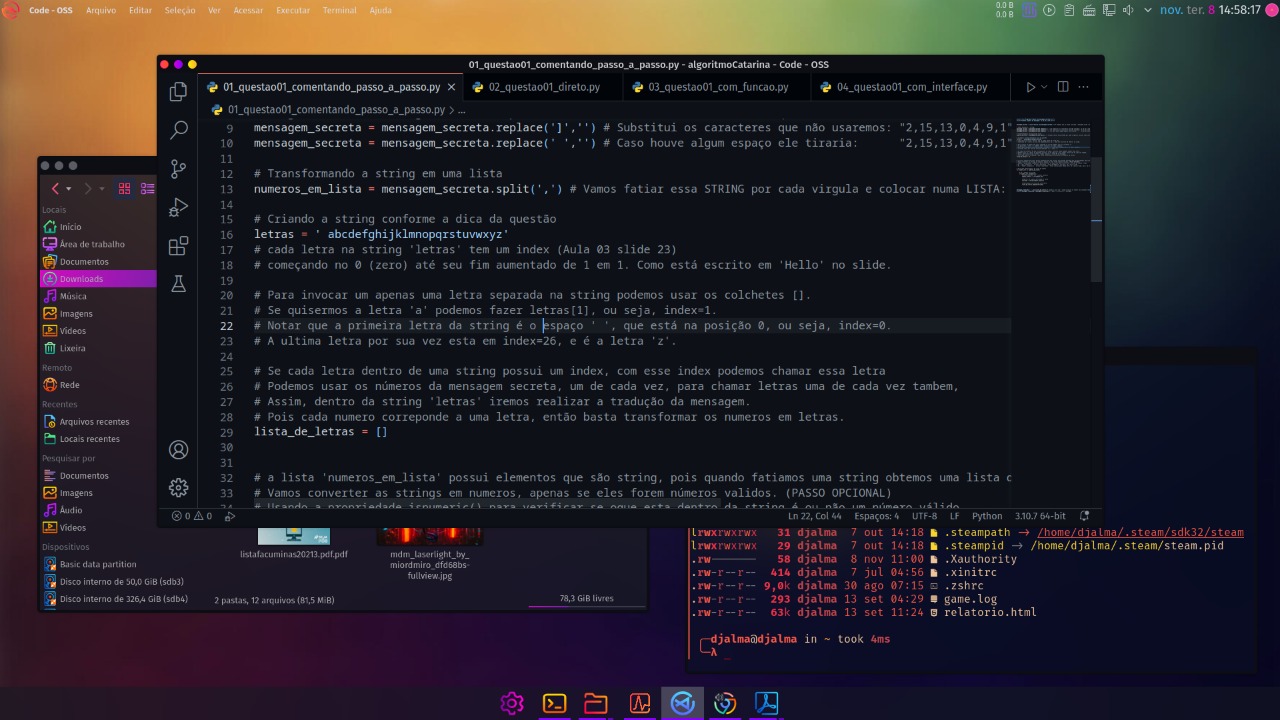 Code - OSS Arquivo Editar Seleção Ver Acessar Executar Terminal Ajuda
0.0 B
0.0 B
nov. ter. 8 14:58:17
01_questao01_comentando_passo_a_passo.py - algoritmoCatarina - Code - OSS
01_questao01_comentando_passo_a_passo.py 02_questao01_direto.py 03_questao01_com_funcao.py 04_questao01_com_interface.py
01_questao01_comentando_passo_a_passo.py > ...
9 mensagem_secreta = mensagem_secreta.replace(']','') # Substitui os caracteres que não usaremos: "2,15,13,0,4,9,1"
10 mensagem_secreta = mensagem_secreta.replace(' ','') # Caso houve algum espaço ele tiraria: "2,15,13,0,4,9,1"
11
12 # Transformando a string em uma lista
13 numeros_em_lista = mensagem_secreta.split(',') # Vamos fatiar essa STRING por cada virgula e colocar numa LISTA:
14
15 # Criando a string conforme a dica da questão
16 letras = ' abcdefghijklmnopqrstuvwxyz'
17 # cada letra na string 'letras' tem um index (Aula 03 slide 23)
18 # começando no 0 (zero) até seu fim aumentado de 1 em 1. Como está escrito em 'Hello' no slide.
19
20 # Para invocar um apenas uma letra separada na string podemos usar os colchetes [].
21 # Se quisermos a letra 'a' podemos fazer letras[1], ou seja, index=1.
22 # Notar que a primeira letra da string é o espaço ' ', que está na posição 0, ou seja, index=0.
23 # A ultima letra por sua vez esta em index=26, e é a letra 'z'.
24
25 # Se cada letra dentro de uma string possui um index, com esse index podemos chamar essa letra
26 # Podemos usar os números da mensagem secreta, um de cada vez, para chamar letras uma de cada vez tambem,
27 # Assim, dentro da string 'letras' iremos realizar a tradução da mensagem.
28 # Pois cada numero correponde a uma letra, então basta transformar os numeros em letras.
29 lista_de_letras = []
30
31
32 # a lista 'numeros_em_lista' possui elementos que são string, pois quando fatiamos uma string obtemos uma lista
33 # Vamos converter as strings em numeros, apenas se eles forem números validos. (PASSO OPCIONAL)
34 # Usando a propriedade isnumeric() para verificar se oque esta dentro da string é ou não um número válido
0 0 Ln 22, Col 44 Espaços: 4 UTF-8 LF Python 3.10.7 64-bit
Locais
Início
Área de trabalho
Documentos
Downloads
Música
Imagens
Vídeos
Lixeira
Remoto
Rede
Recentes
Arquivos recentes
Locais recentes
Pesquisar por
Documentos
Imagens
Áudio
Vídeos
Dispositivos
Basic data partition
Disco interno de 50,0 GiB (sdb3)
Disco interno de 326,4 GiB (sdb4)
listafacuminas20213.pdf.pdf
mdm_laserlight_by_
miordmiro_dfd68bs-
fullview.jpg
2 pastas, 12 arquivos (81,5 MiB)
78,3 GiB livres
lrwxrwxrwx 31 djalma 7 out 14:18 .steampath → /home/djalma/.steam/sdk32/steam
lrwxrwxrwx 29 djalma 7 out 14:18 .steampid → /home/djalma/.steam/steam.pid
.rw------- 58 djalma 8 nov 11:00 .Xauthority
.rw-r--r-- 414 djalma 7 jul 04:56 .xinitrc
.rw-r--r-- 9,0k djalma 30 ago 07:15 .zshrc
.rw-r--r-- 293 djalma 13 set 04:29 game.log
.rw-r--r-- 63k djalma 13 set 11:24 relatorio.html
djalma@djalma in ~ took 4ms
λ